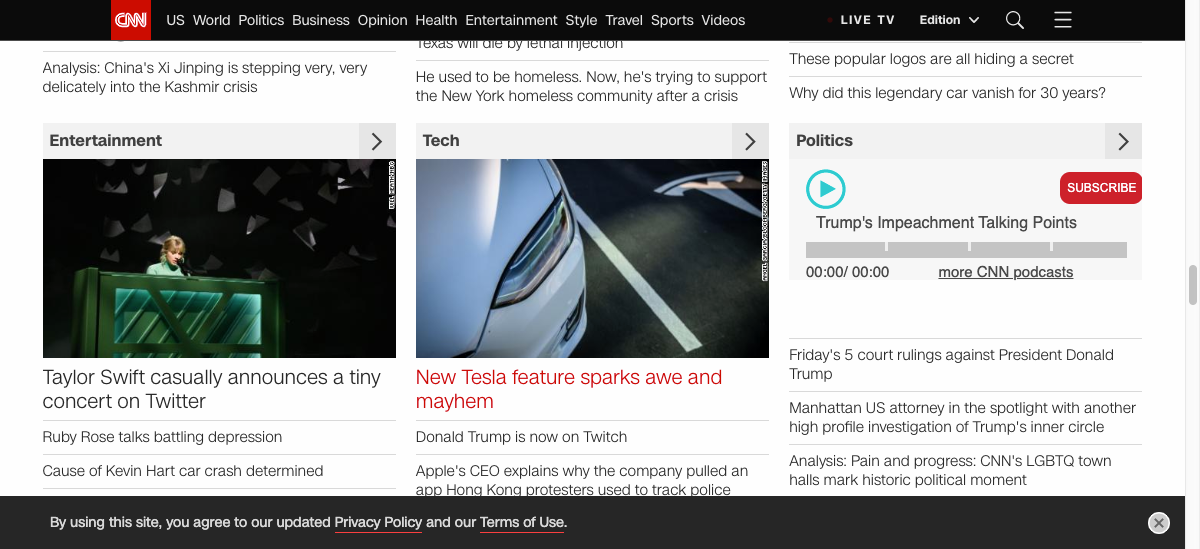 CNN
US World Politics Business Opinion Health Entertainment Style Travel Sports Videos
LIVE TV
Edition
Analysis: China's Xi Jinping is stepping very, very
delicately into the Kashmir crisis
Texas will die by lethal injection
He used to be homeless. Now, he's trying to support
the New York homeless community after a crisis
These popular logos are all hiding a secret
Why did this legendary car vanish for 30 years?
Entertainment
Taylor Swift casually announces a tiny
concert on Twitter
Ruby Rose talks battling depression
Cause of Kevin Hart car crash determined
Tech
New Tesla feature sparks awe and
mayhem
Donald Trump is now on Twitch
Apple's CEO explains why the company pulled an
app Hong Kong protesters used to track police
Politics
SUBSCRIBE
Trump's Impeachment Talking Points
00:00/ 00:00
more CNN podcasts
Friday's 5 court rulings against President Donald
Trump
Manhattan US attorney in the spotlight with another
high profile investigation of Trump's inner circle
Analysis: Pain and progress: CNN's LGBTQ town
halls mark historic political moment
By using this site, you agree to our updated Privacy Policy and our Terms of Use.